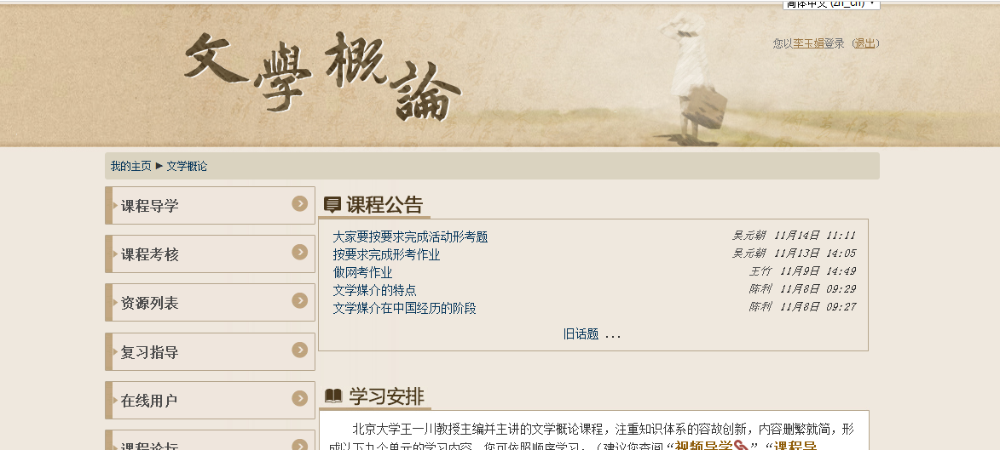 简体中文 (zh_cn)
您以李玉娟登录 (退出)
文學概論
我的主页 ► 文学概论
课程导学
课程考核
资源列表
复习指导
在线用户
课程论坛
课程公告
大家要按要求完成活动形考题 吴元朝 11月14日 11:11
按要求完成形考作业 吴元朝 11月13日 14:05
做网考作业 王竹 11月9日 14:49
文学媒介的特点 陈利 11月8日 09:29
文学媒介在中国经历的阶段 陈利 11月8日 09:27
旧话题 ...
学习安排
北京大学王一川教授主编并主讲的文学概论课程，注重知识体系的容故创新，内容删繁就简，形
成以下九个单元的学习内容，您可依照顺序学习。（建议您查阅“视频导学”“课程导